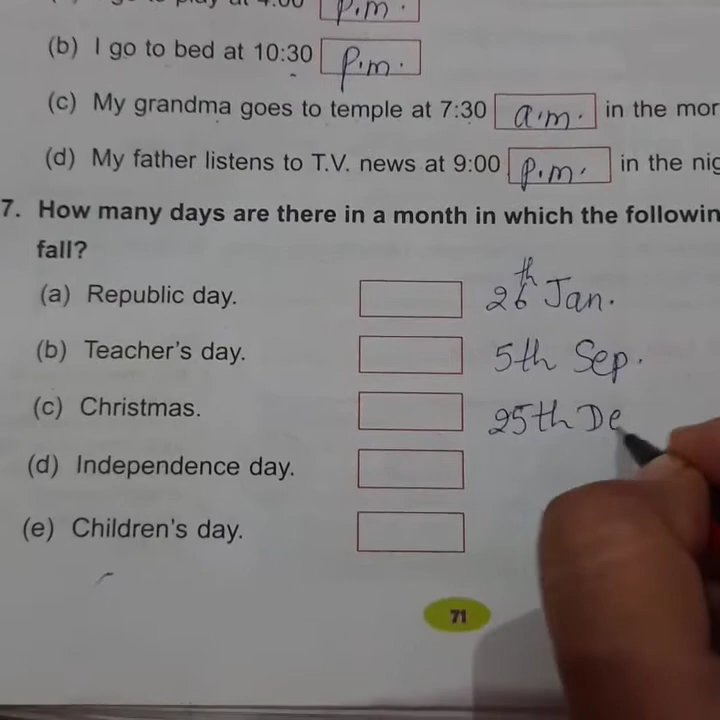 (b) I go to bed at 10:30 p.m.
(c) My grandma goes to temple at 7:30 a.m. in the mor
(d) My father listens to T.V. news at 9:00 p.m. in the nig
7. How many days are there in a month in which the followin
fall?
(a) Republic day. 26th Jan.
(b) Teacher's day. 5th Sep.
(c) Christmas. 25th De
(d) Independence day.
(e) Children's day.
71